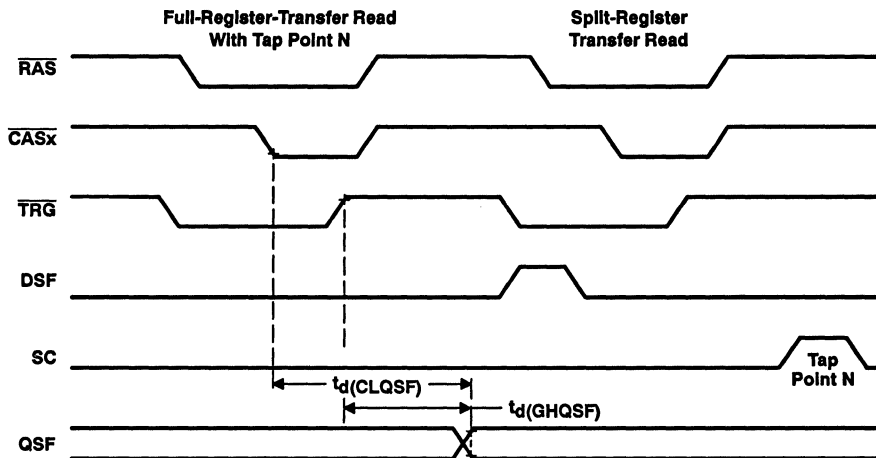 Full-Register-Transfer Read
With Tap Point N
Split-Register
Transfer Read
RAS
CASx
TRG
DSF
SC
Tap
Point N
td(CLQSF)
td(GHQSF)
QSF